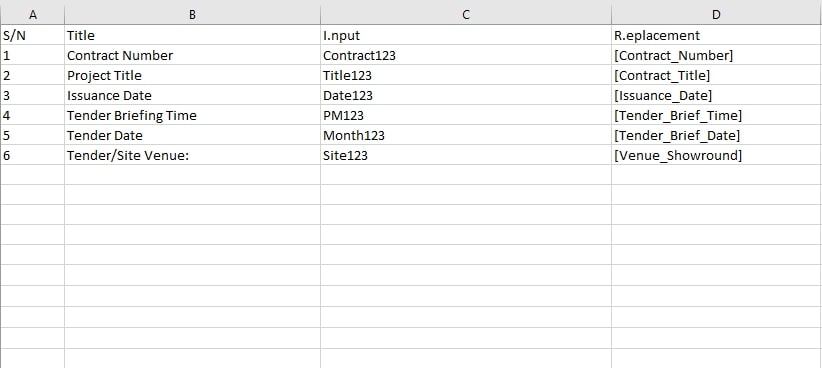 A B C D
S/N Title I.nput R.eplacement
1 Contract Number Contract123 [Contract_Number]
2 Project Title Title123 [Contract_Title]
3 Issuance Date Date123 [Issuance_Date]
4 Tender Briefing Time PM123 [Tender_Brief_Time]
5 Tender Date Month123 [Tender_Brief_Date]
6 Tender/Site Venue: Site123 [Venue_Showround]